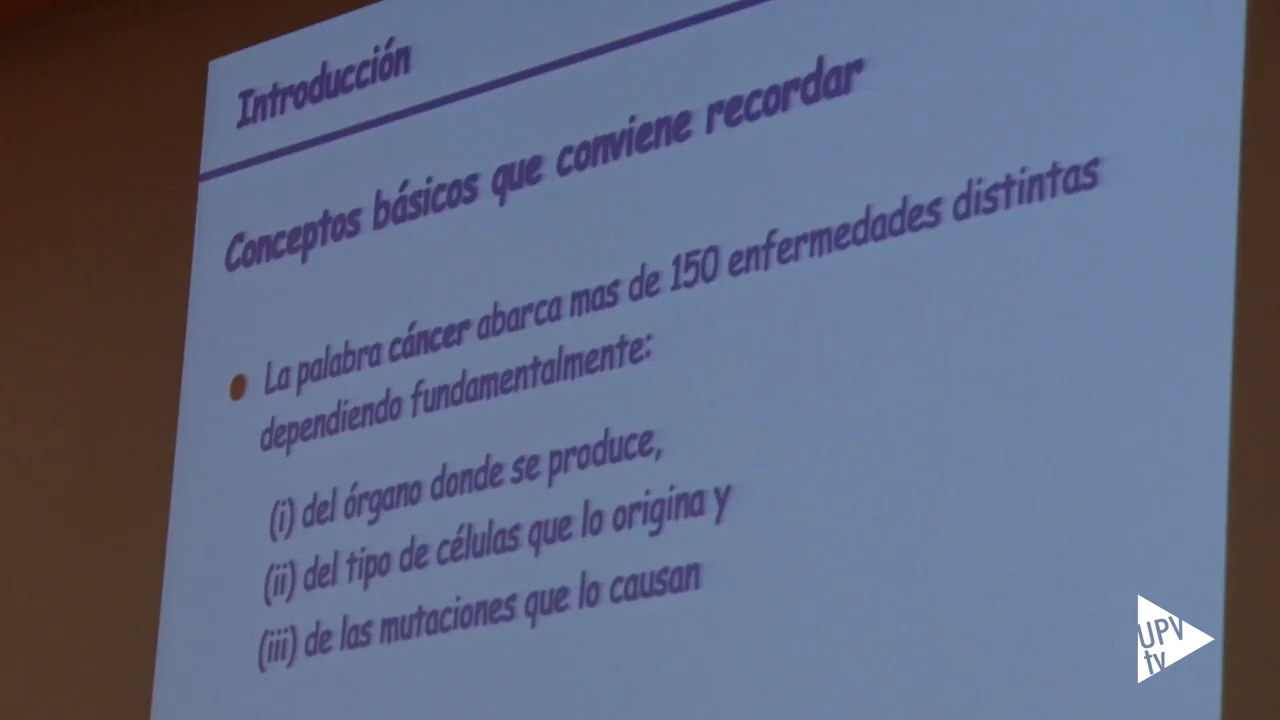 Introducción
Conceptos básicos que conviene recordar
La palabra cáncer abarca mas de 150 enfermedades distintas
dependiendo fundamentalmente:
(i) del órgano donde se produce,
(ii) del tipo de células que lo origina y
(iii) de las mutaciones que lo causan
UPV
tv